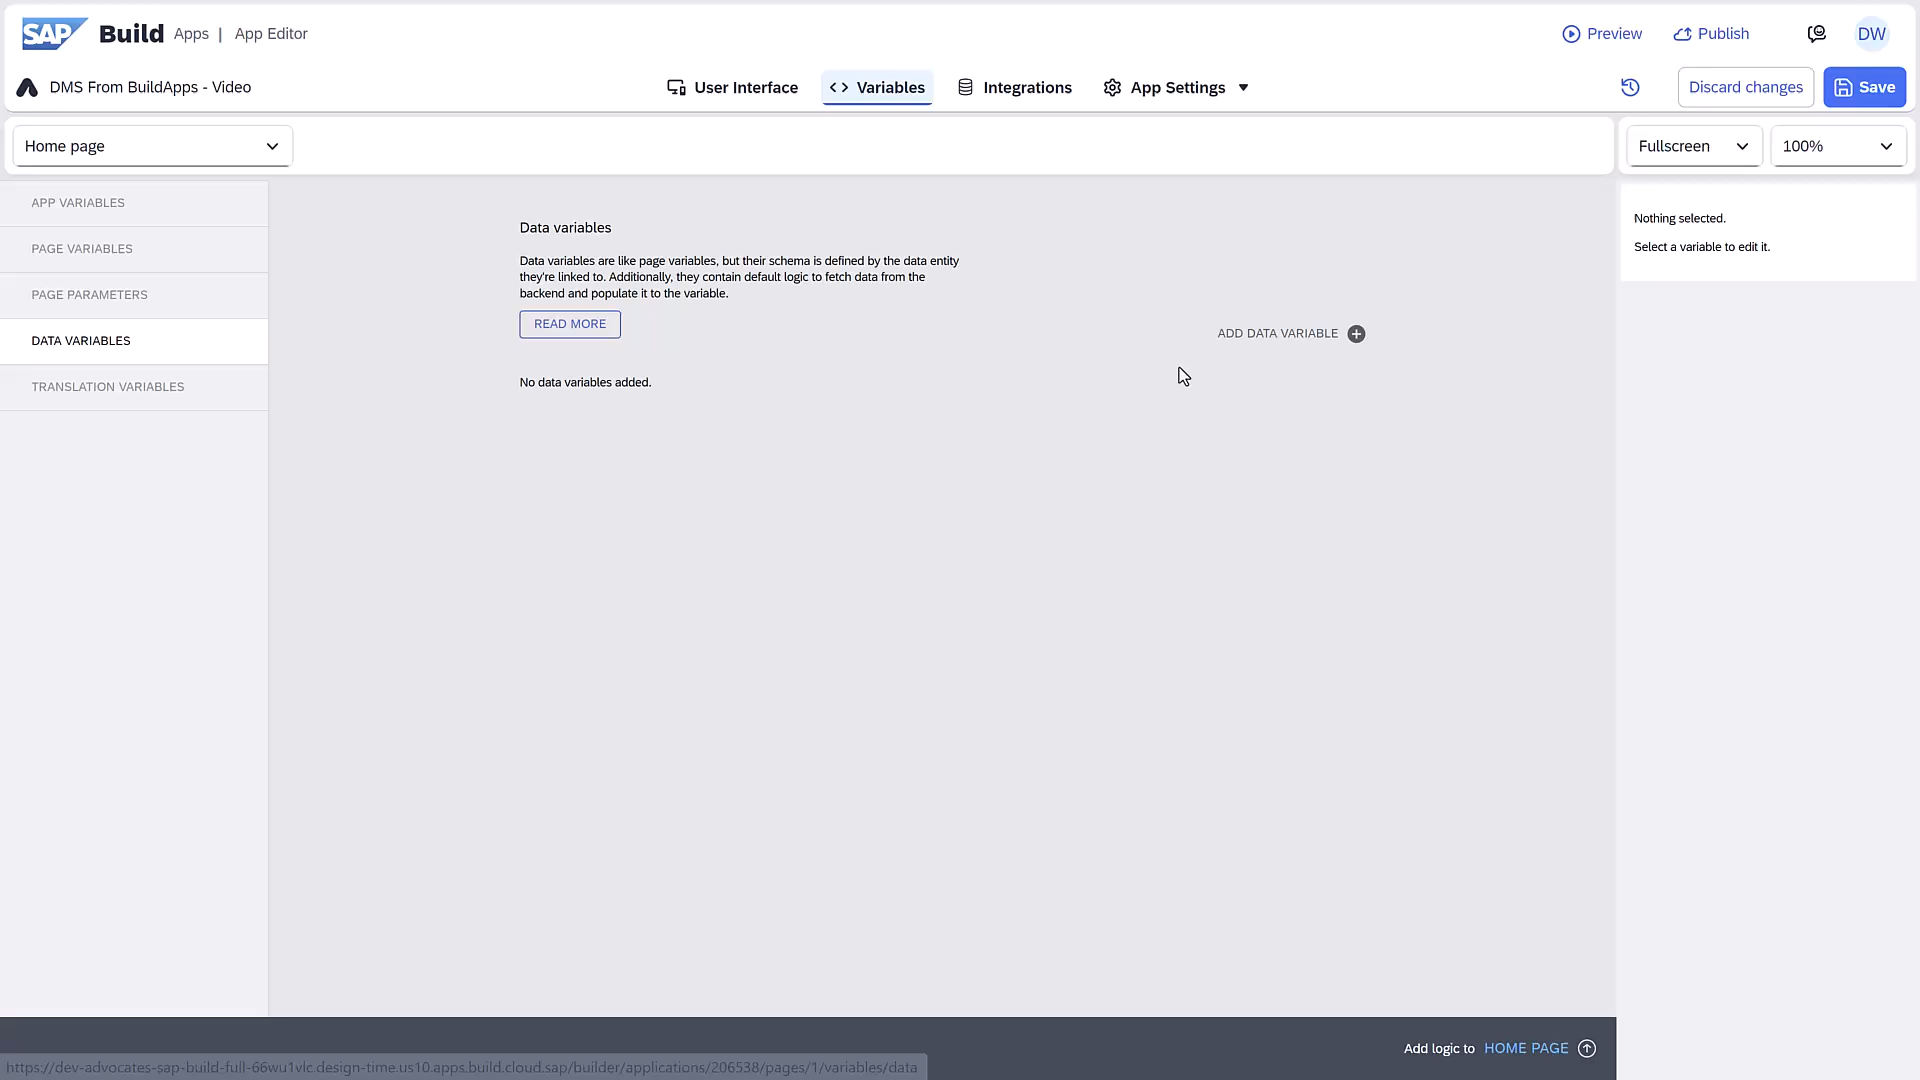 SAP Build Apps | App Editor
Preview
Publish
DW
DMS From BuildApps - Video
User Interface
<> Variables
Integrations
App Settings
Discard changes
Save
Home page
Fullscreen
100%
APP VARIABLES
PAGE VARIABLES
PAGE PARAMETERS
DATA VARIABLES
TRANSLATION VARIABLES
Data variables
Data variables are like page variables, but their schema is defined by the data entity
they're linked to. Additionally, they contain default logic to fetch data from the
backend and populate it to the variable.
READ MORE
ADD DATA VARIABLE
No data variables added.
Nothing selected.
Select a variable to edit it.
Add logic to HOME PAGE
https://dev-advocates-sap-build-full-66wu1vlc.design-time.us10.apps.build.cloud.sap/builder/applications/206538/pages/1/variables/data